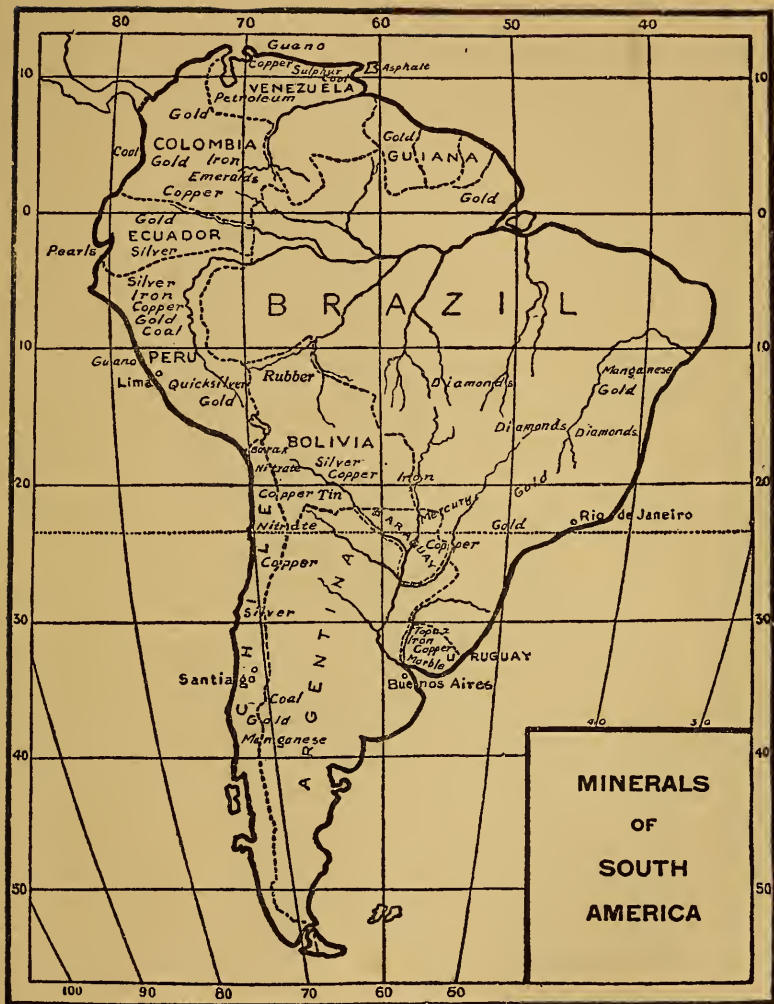 80
70
60
50
40
Guano
Copper
Sulphur
Coal
Asphalt
10
10
VENEZUELA
Petroleum
Gold
COLOMBIA
Gold
GUIANA
Coal
Gold Iron
Emeralds
Copper
Gold
0
0
Gold
ECUADOR
Silver
Pearls
Silver
Iron
Copper
Gold
Coal
BRAZIL
10
10
Guano
PERU
Lima
Quicksilver
Gold
Rubber
Diamonds
Manganese
Gold
Diamonds
Diamonds
BOLIVIA
Borax
Nitrate
Silver
Copper
Iron
Gold
20
20
Copper Tin
Mercury
Nitrate
PARAGUAY
Gold
Rio de Janeiro
Copper
Copper
CHILE
ARGENTINA
Silver
30
30
Topaz
Iron
Copper
Marble
URUGUAY
Santiago
Buenos Aires
Coal
Gold
Manganese
40
30
40
40
MINERALS
OF
SOUTH
AMERICA
50
50
100
90
80
70
60
50